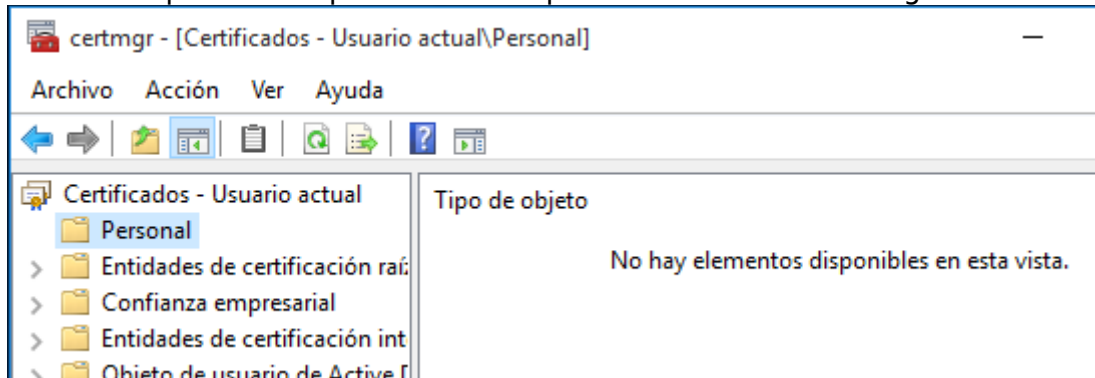 certmgr - [Certificados - Usuario actual\Personal]
Archivo Acción Ver Ayuda
Certificados - Usuario actual
Personal
Entidades de certificación raíz
Confianza empresarial
Entidades de certificación int
Objeto de usuario de Active
Tipo de objeto
No hay elementos disponibles en esta vista.